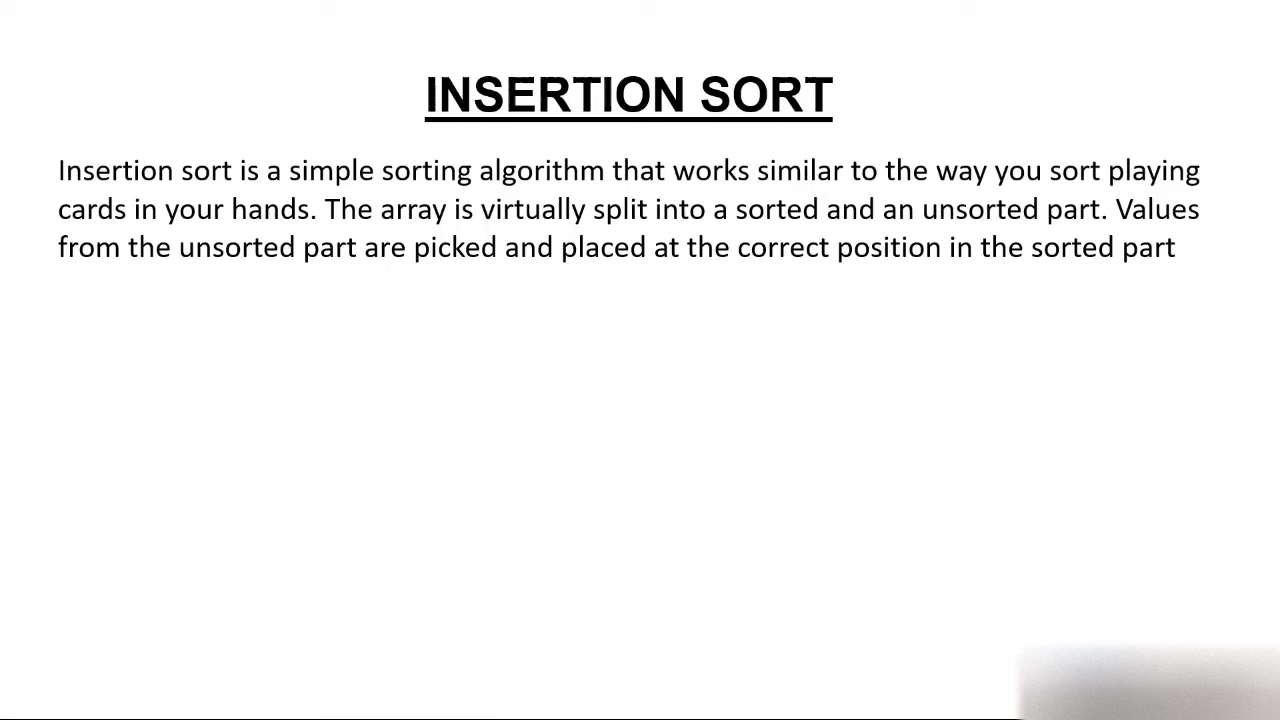 INSERTION SORT
Insertion sort is a simple sorting algorithm that works similar to the way you sort playing
cards in your hands. The array is virtually split into a sorted and an unsorted part. Values
from the unsorted part are picked and placed at the correct position in the sorted part